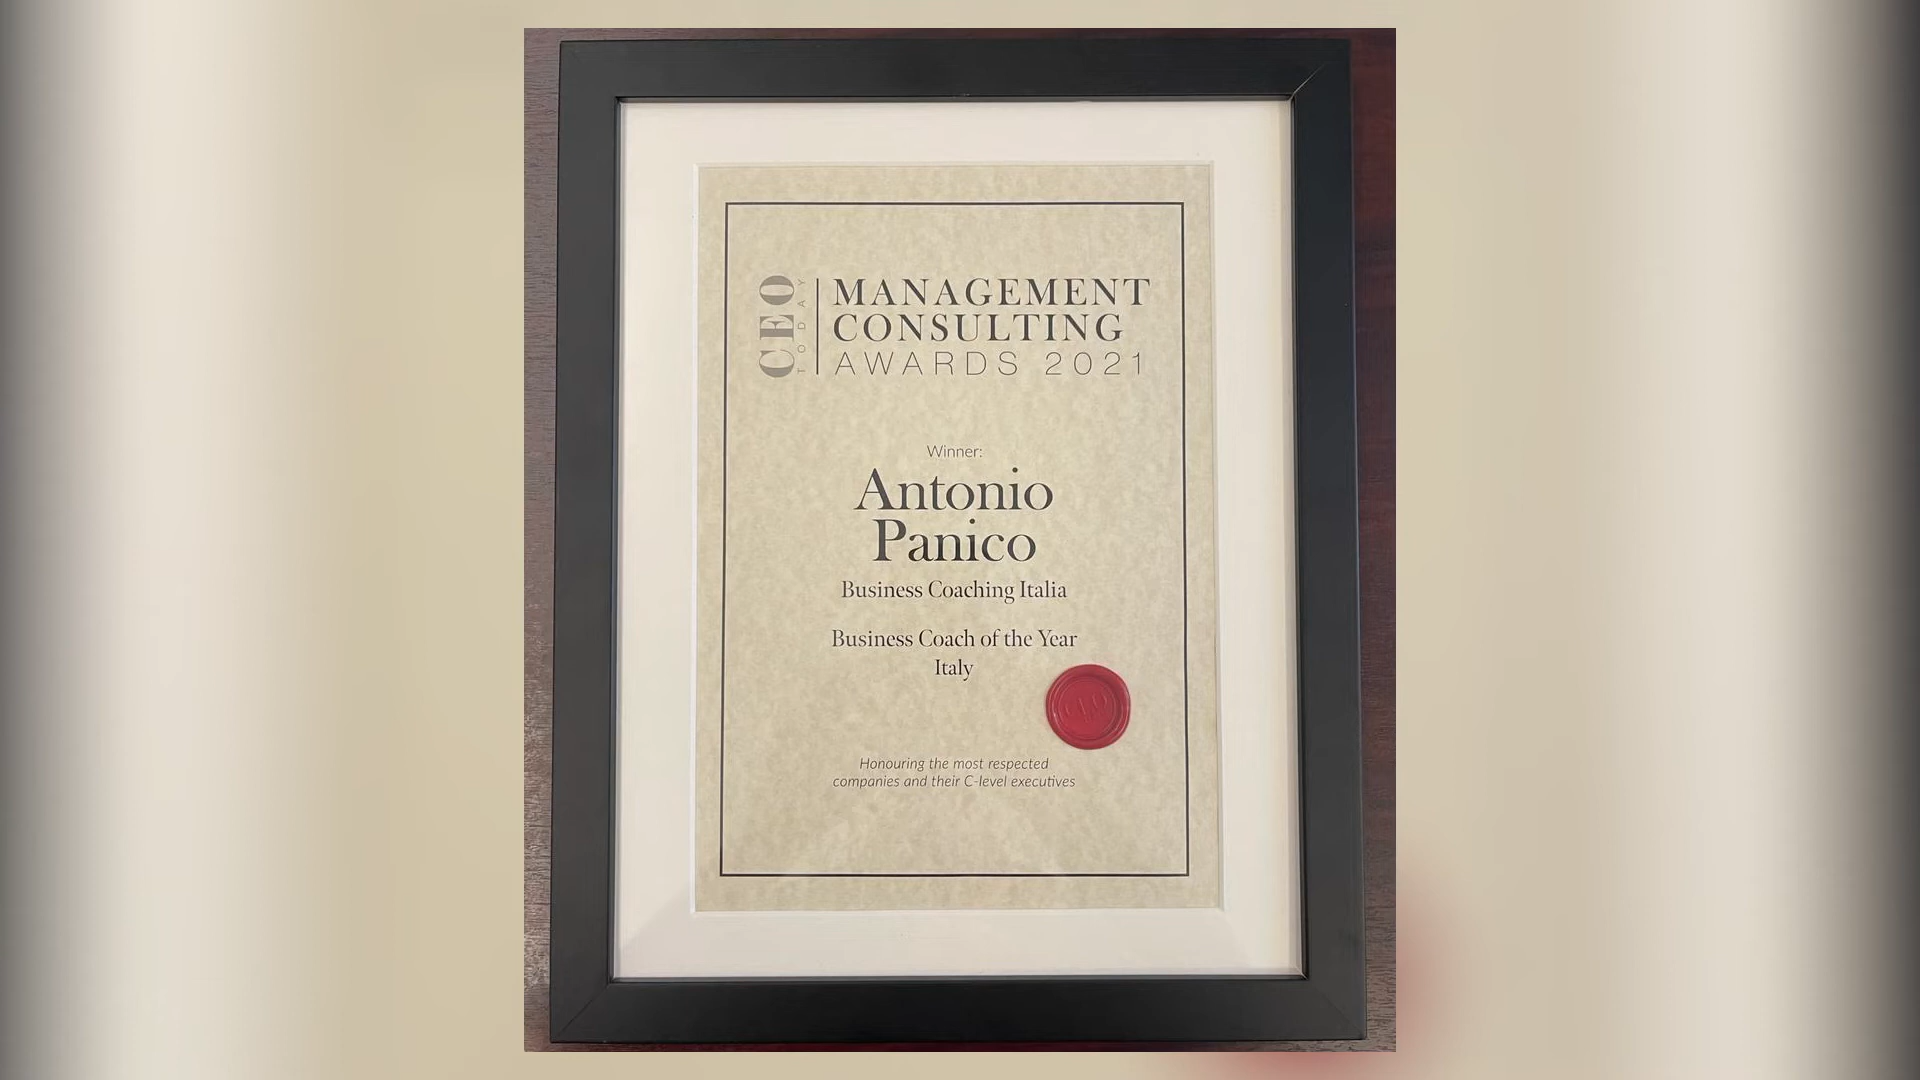 CEO
TODAY
MANAGEMENT
CONSULTING
AWARDS 2021
Winner:
Antonio
Panico
Business Coaching Italia
Business Coach of the Year
Italy
CEO
Honouring the most respected
companies and their C-level executives